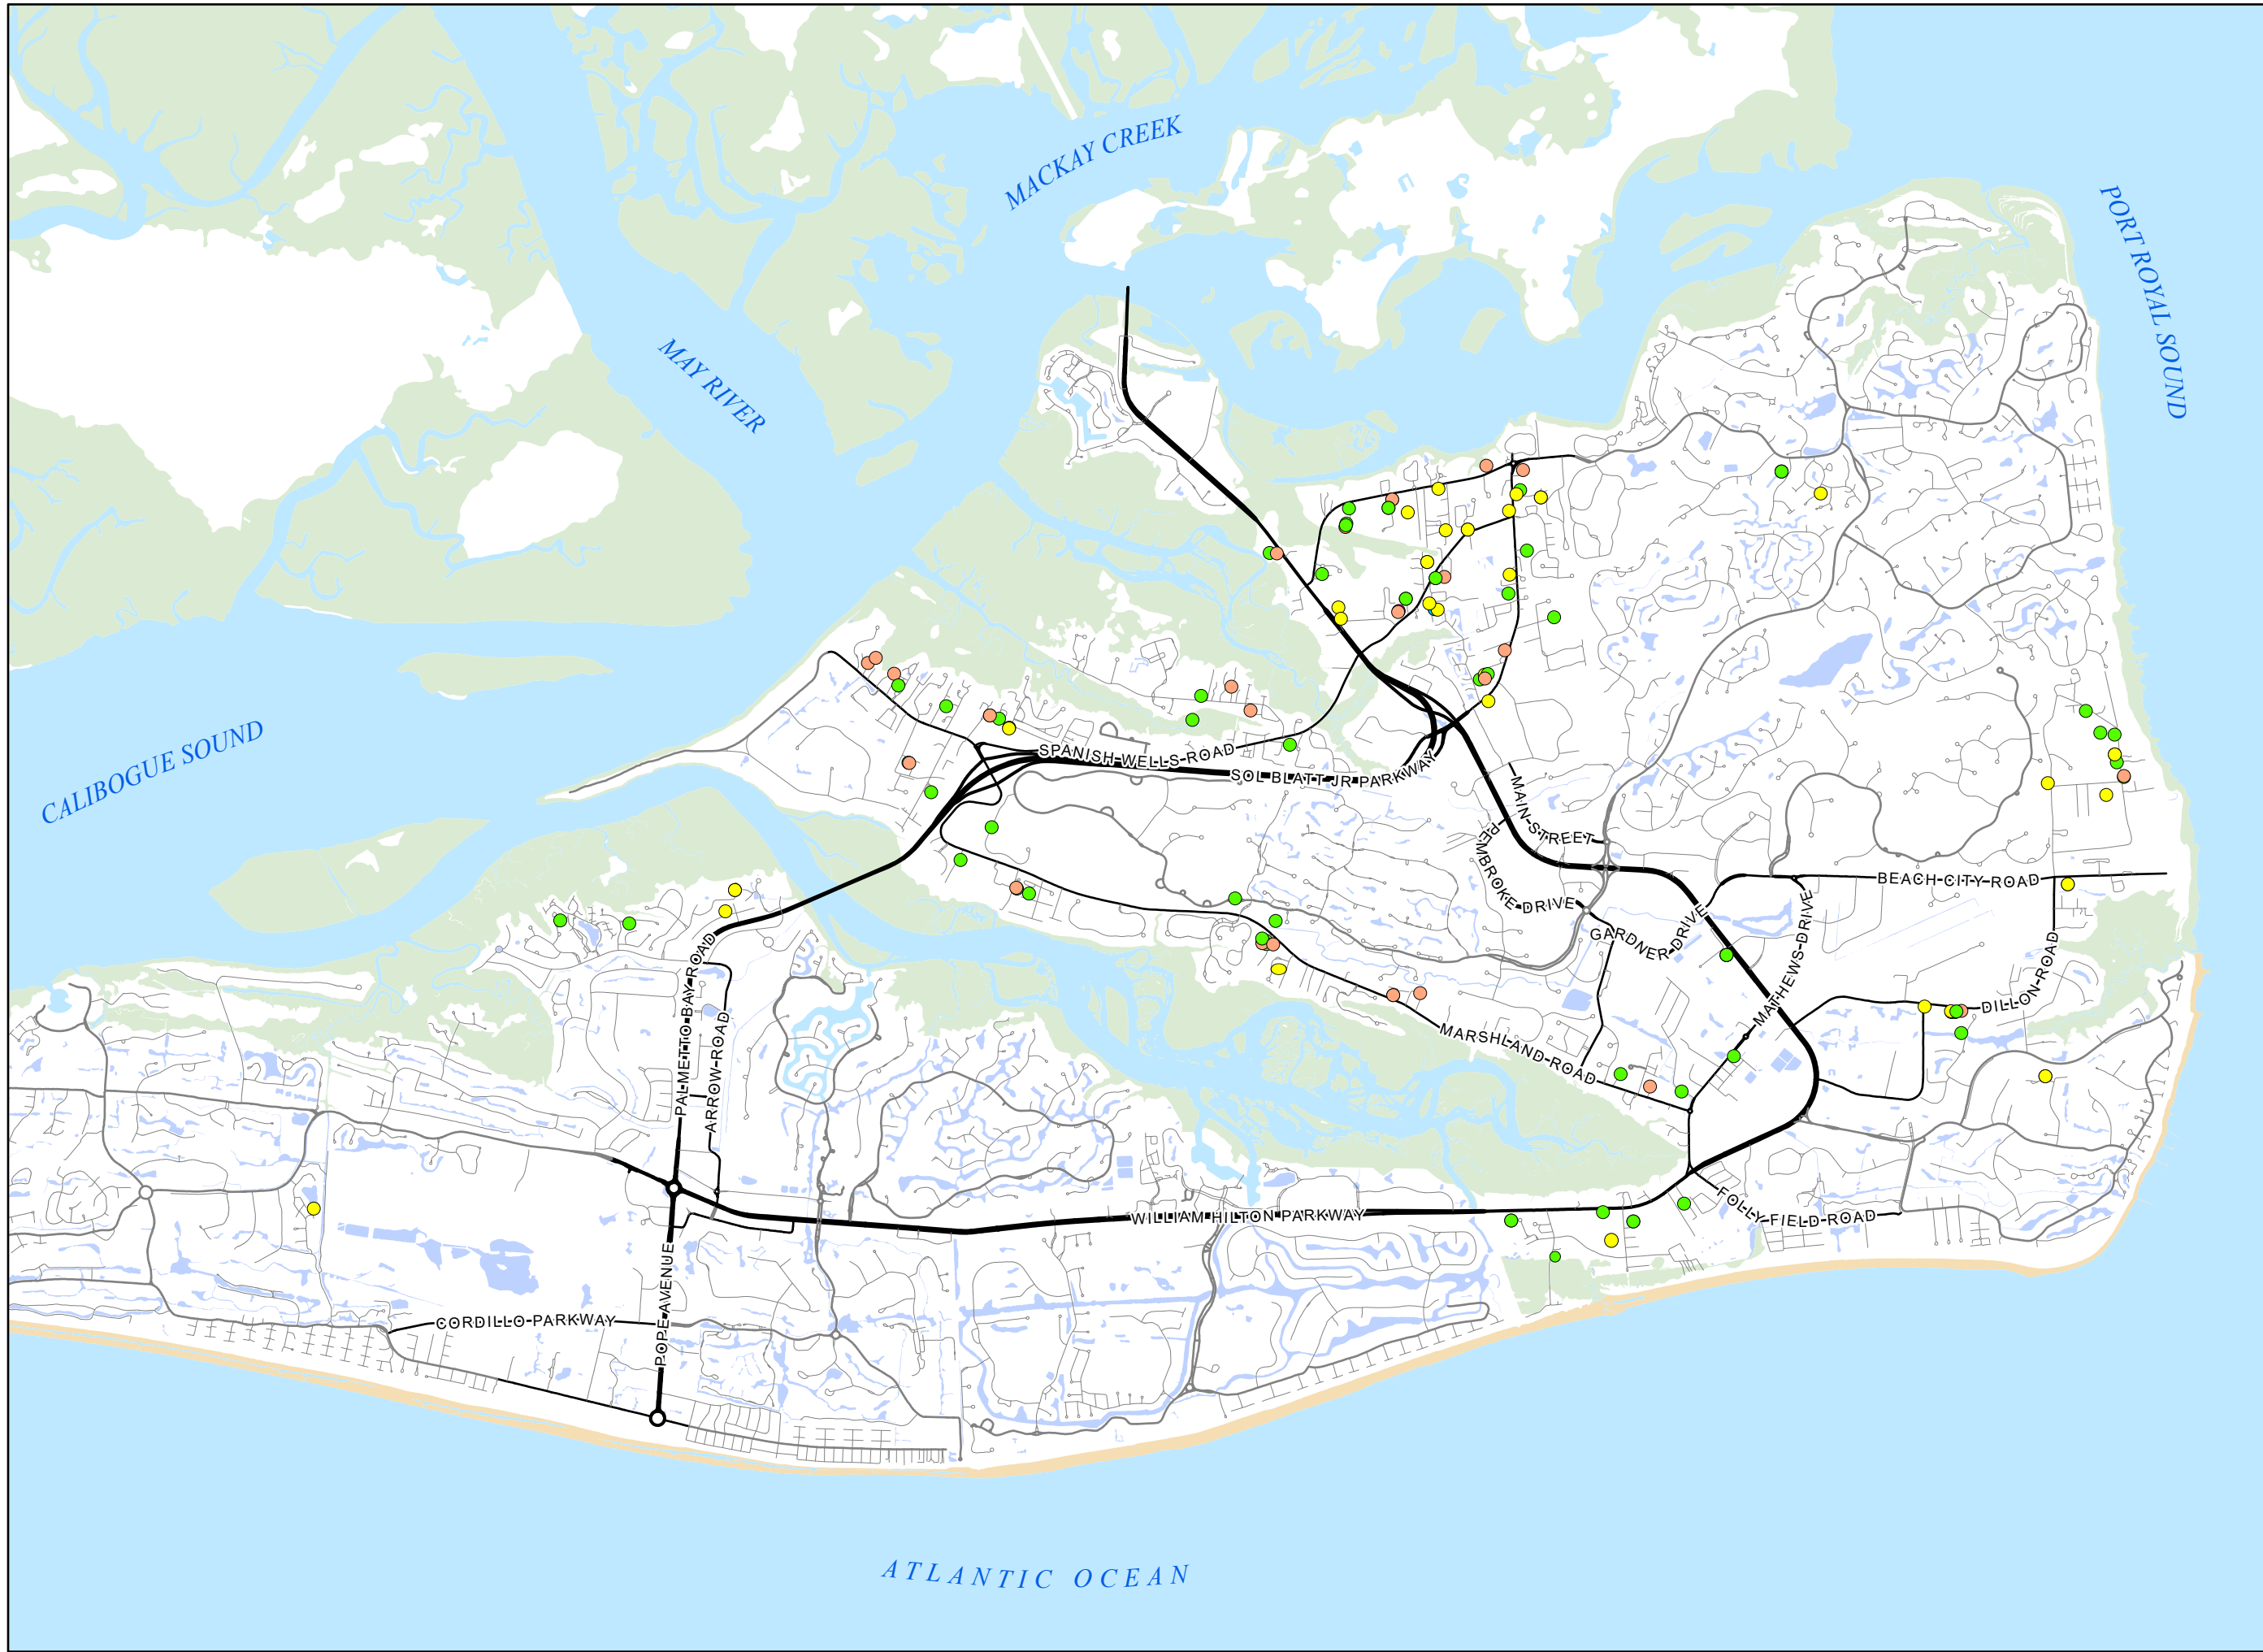 MACKAY CREEK
PORT ROYAL SOUND
MAY RIVER
CALIBOGUE SOUND
SPANISH WELLS ROAD
SOL BLATT JR PARKWAY
MAIN STREET
PEMBROKE DRIVE
BEACH CITY ROAD
GARDNER DRIVE
MATHEWS DRIVE
DILLON ROAD
PALMETTO BAY ROAD
ARROW ROAD
MARSHLAND ROAD
WILLIAM HILTON PARKWAY
FOLLY FIELD ROAD
POPE AVENUE
CORDILLO PARKWAY
ATLANTIC OCEAN